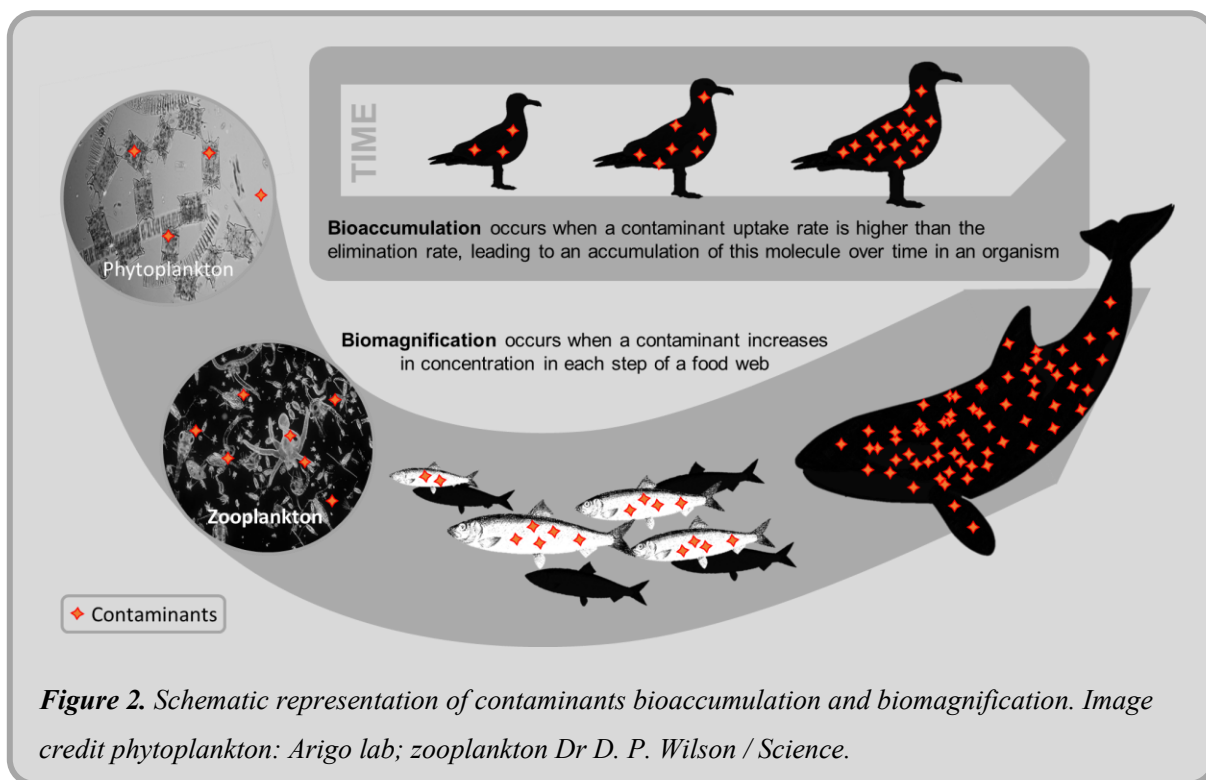 TIME
Bioaccumulation occurs when a contaminant uptake rate is higher than the
elimination rate, leading to an accumulation of this molecule over time in an organism
Phytoplankton
Biomagnification occurs when a contaminant increases
in concentration in each step of a food web
Zooplankton
Contaminants
Figure 2. Schematic representation of contaminants bioaccumulation and biomagnification. Image
credit phytoplankton: Arigo lab; zooplankton Dr D. P. Wilson / Science.